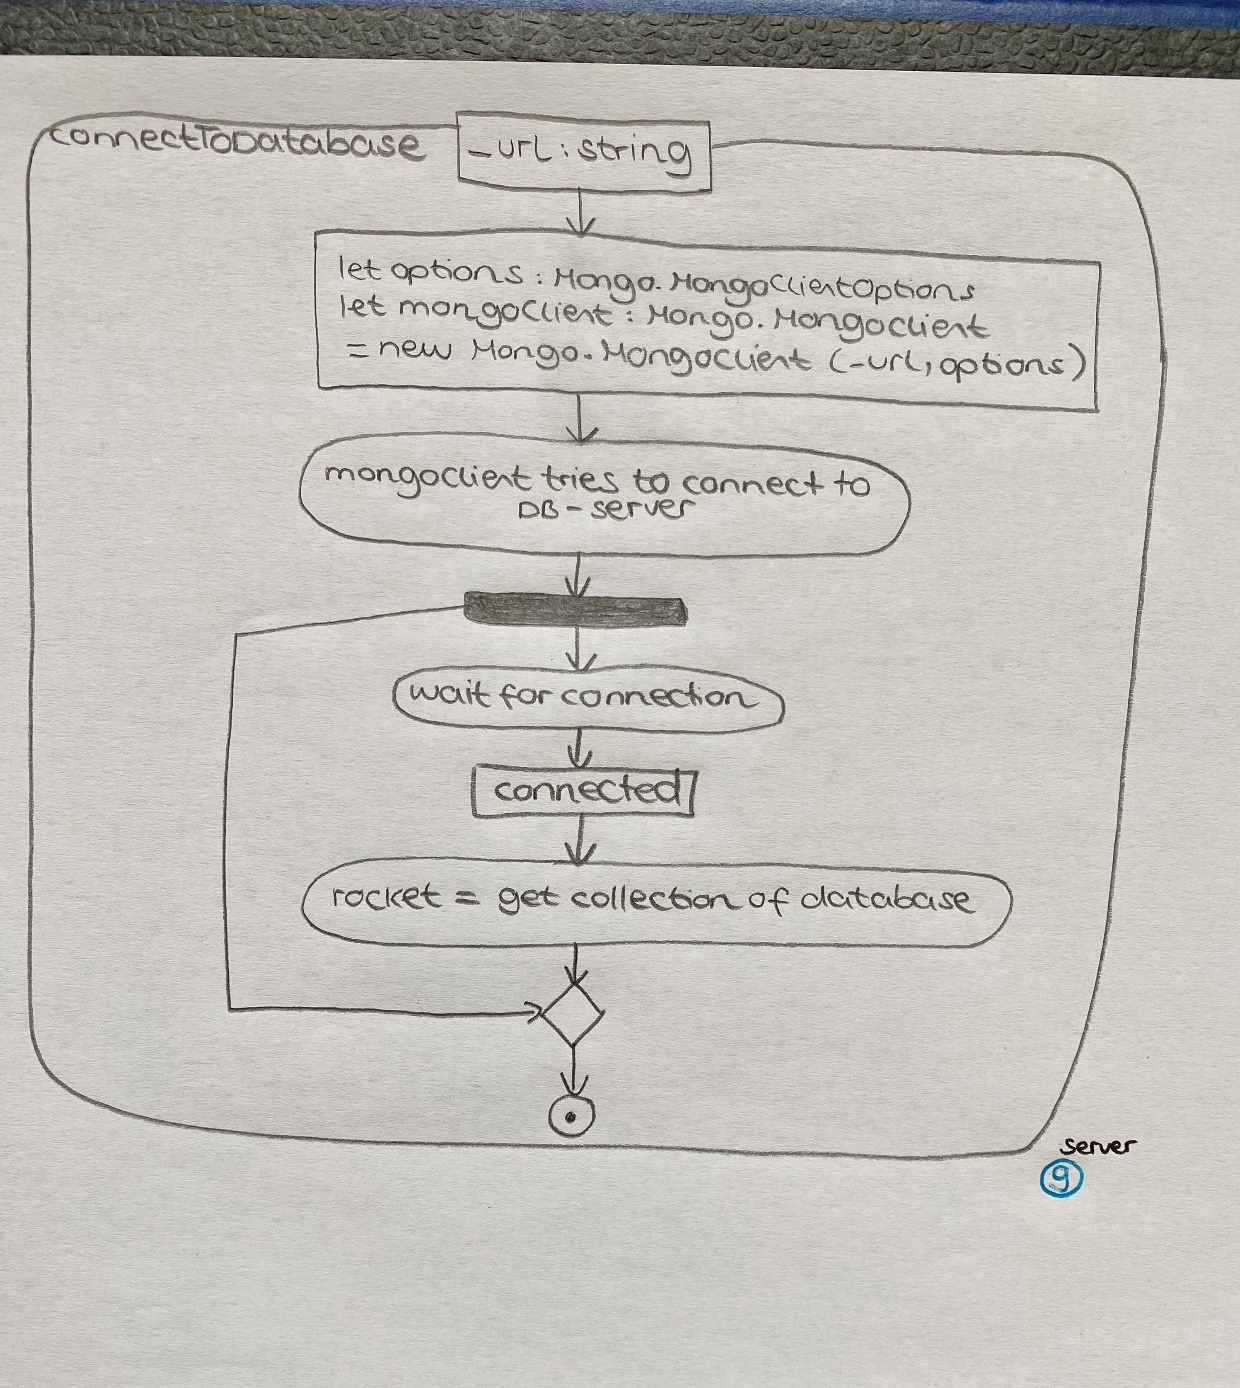 connectToDatabase
_url: string
let options: Mongo.MongoClientOptions
let mongoClient: Mongo.MongoClient
= new Mongo.MongoClient (_url, options)
mongoClient tries to connect to
DB-server
wait for connection
connected
rocket = get collection of database
server
9